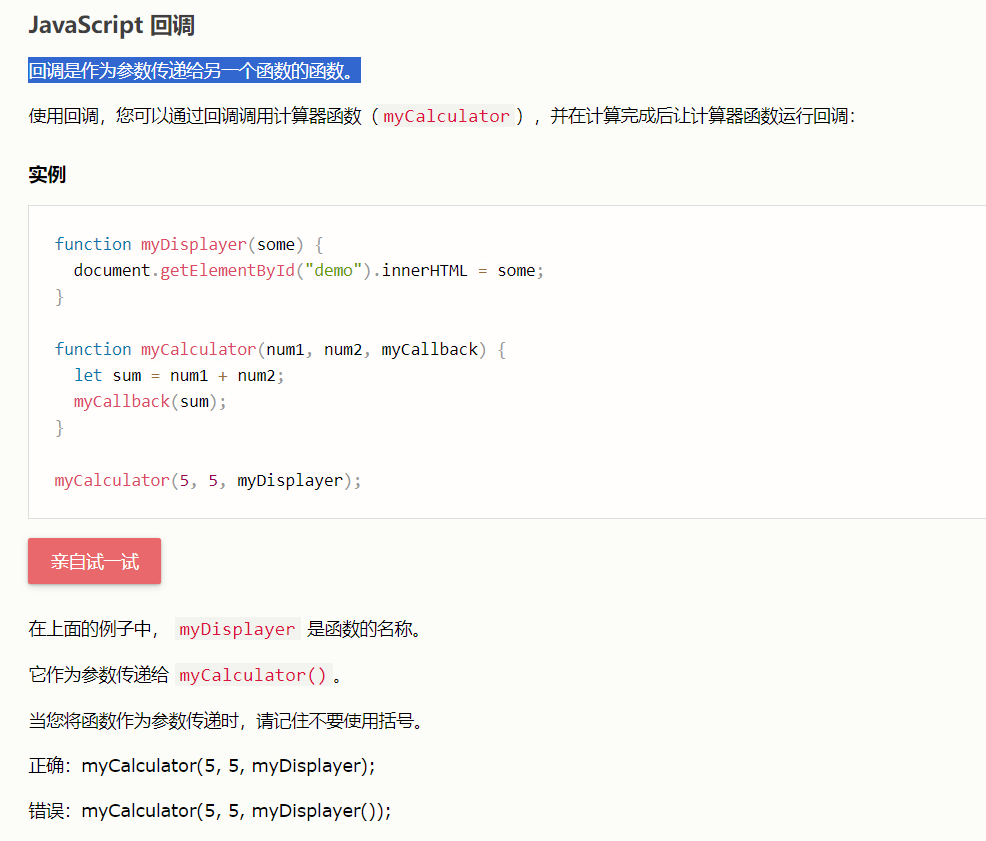 JavaScript 回调
回调是作为参数传递给另一个函数的函数。
使用回调，您可以通过回调调用计算器函数（myCalculator），并在计算完成后让计算器函数运行回调：
实例
function myDisplayer(some) {
  document.getElementById("demo").innerHTML = some;
}
function myCalculator(num1, num2, myCallback) {
  let sum = num1 + num2;
  myCallback(sum);
}
myCalculator(5, 5, myDisplayer);
亲自试一试
在上面的例子中， myDisplayer 是函数的名称。
它作为参数传递给 myCalculator()。
当您将函数作为参数传递时，请记住不要使用括号。
正确：myCalculator(5, 5, myDisplayer);
错误：myCalculator(5, 5, myDisplayer());